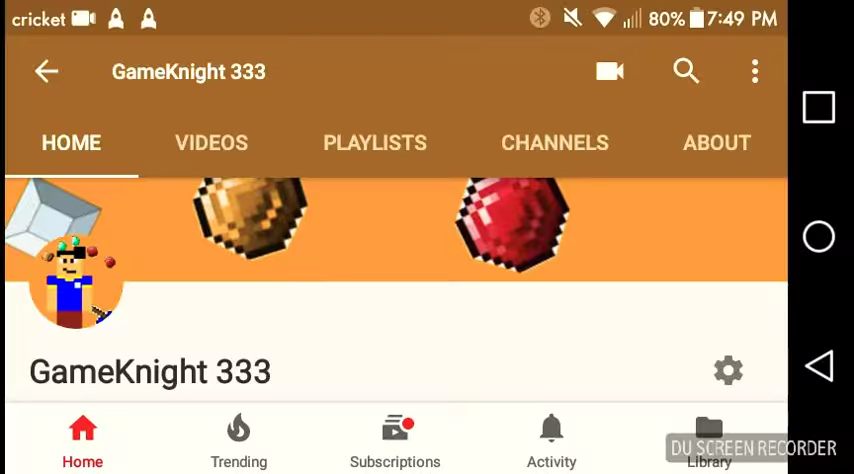 cricket 80% 7:49 PM
GameKnight 333
HOME VIDEOS PLAYLISTS CHANNELS ABOUT
GameKnight 333
DU SCREEN RECORDER
Home Trending Subscriptions Activity Library